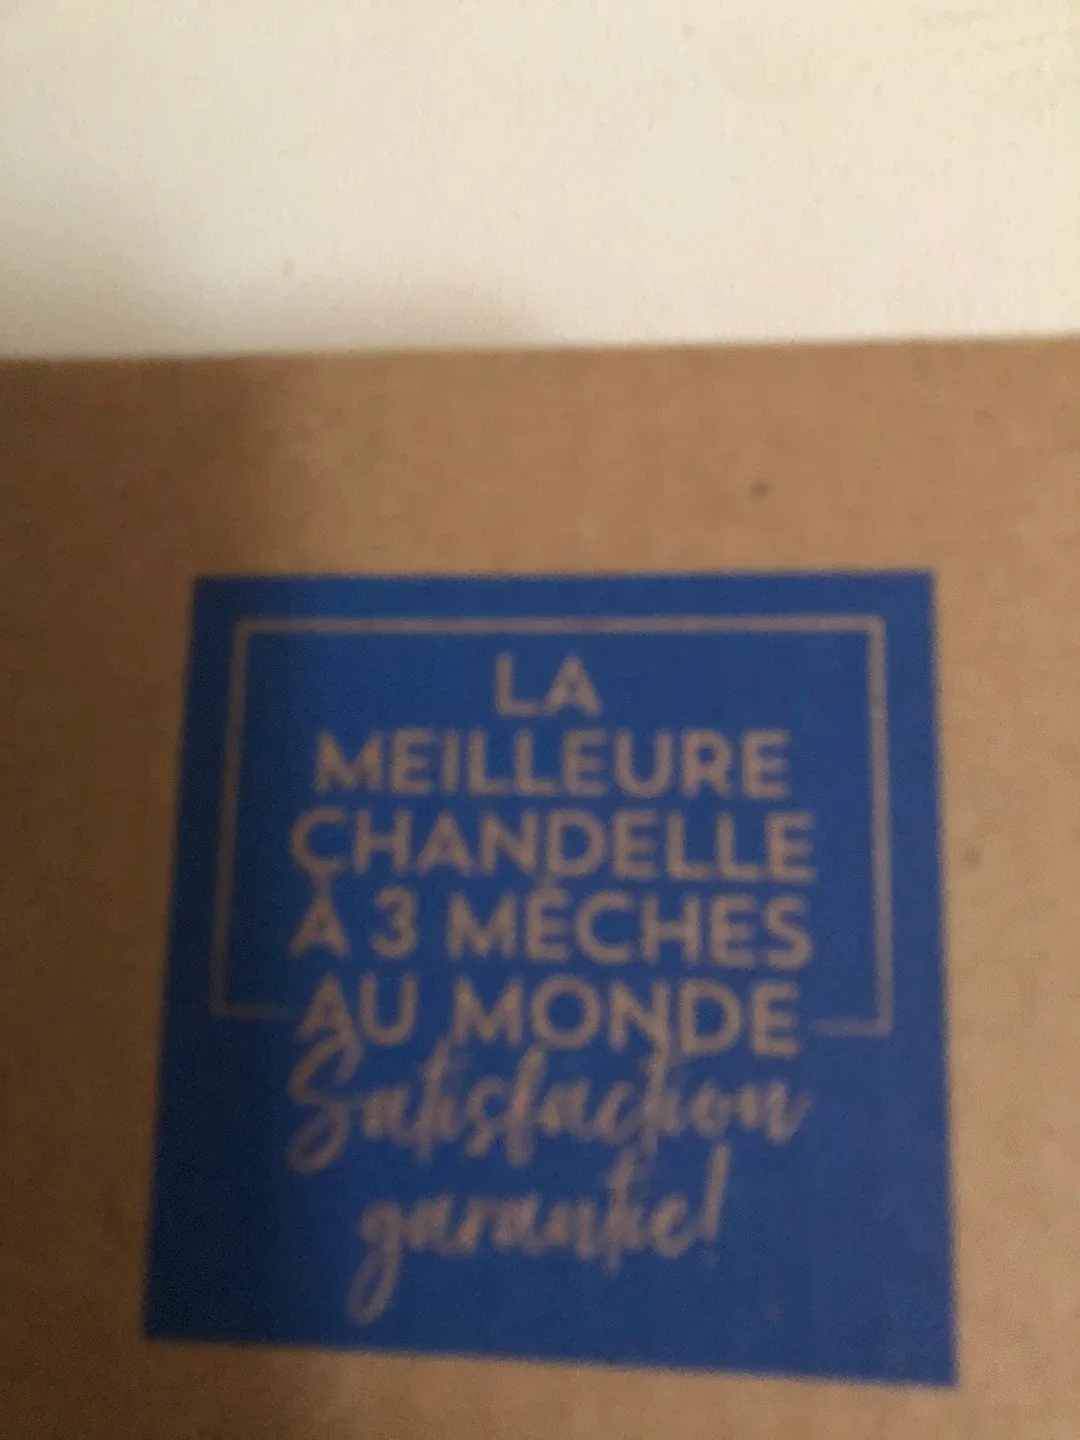 LA
MEILLEURE
CHANDELLE
À 3 MÈCHES
AU MONDE
Satisfaction
garantie!